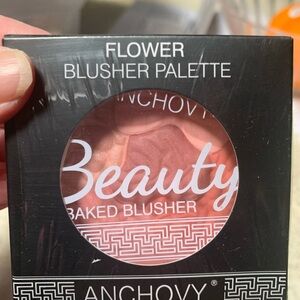 FLOWER
BLUSHER PALETTE
ANCHOVY
Beauty
BAKED BLUSHER
ANCHOVY®